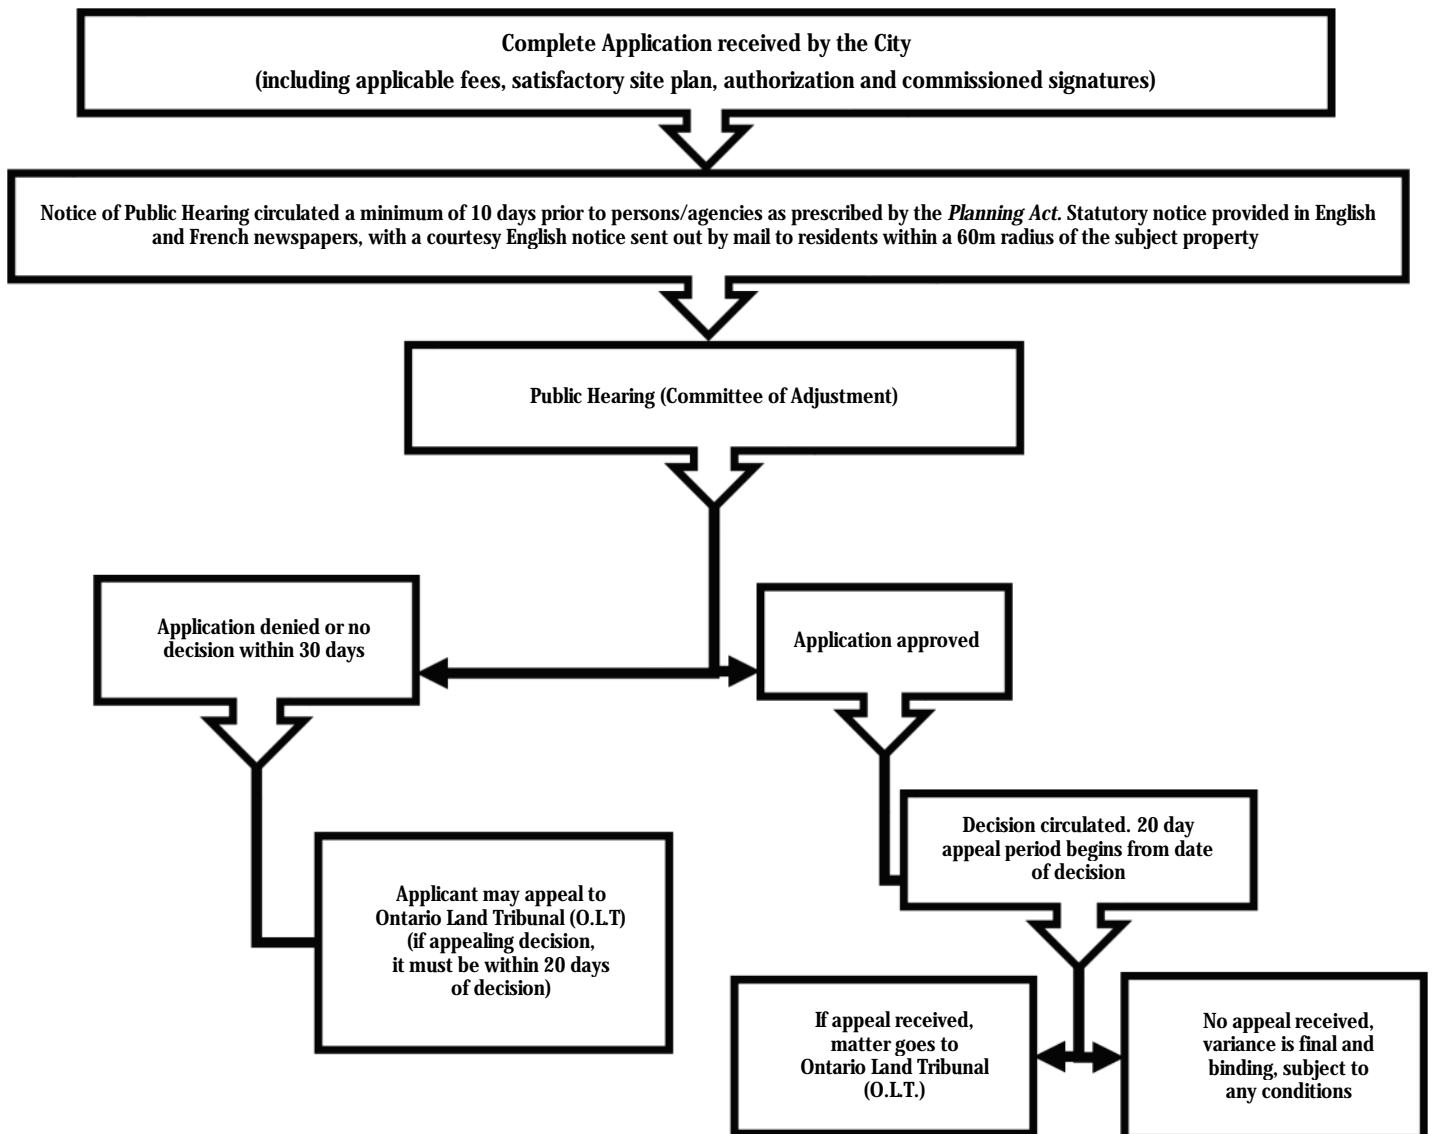 Complete Application received by the City
(including applicable fees, satisfactory site plan, authorization and commissioned signatures)
Notice of Public Hearing circulated a minimum of 10 days prior to persons/agencies as prescribed by the Planning Act. Statutory notice provided in English
and French newspapers, with a courtesy English notice sent out by mail to residents within a 60m radius of the subject property
Public Hearing (Committee of Adjustment)
Application denied or no
decision within 30 days
Application approved
Applicant may appeal to
Ontario Land Tribunal (O.L.T)
(if appealing decision,
it must be within 20 days
of decision)
Decision circulated. 20 day
appeal period begins from date
of decision
If appeal received,
matter goes to
Ontario Land Tribunal
(O.L.T.)
No appeal received,
variance is final and
binding, subject to
any conditions